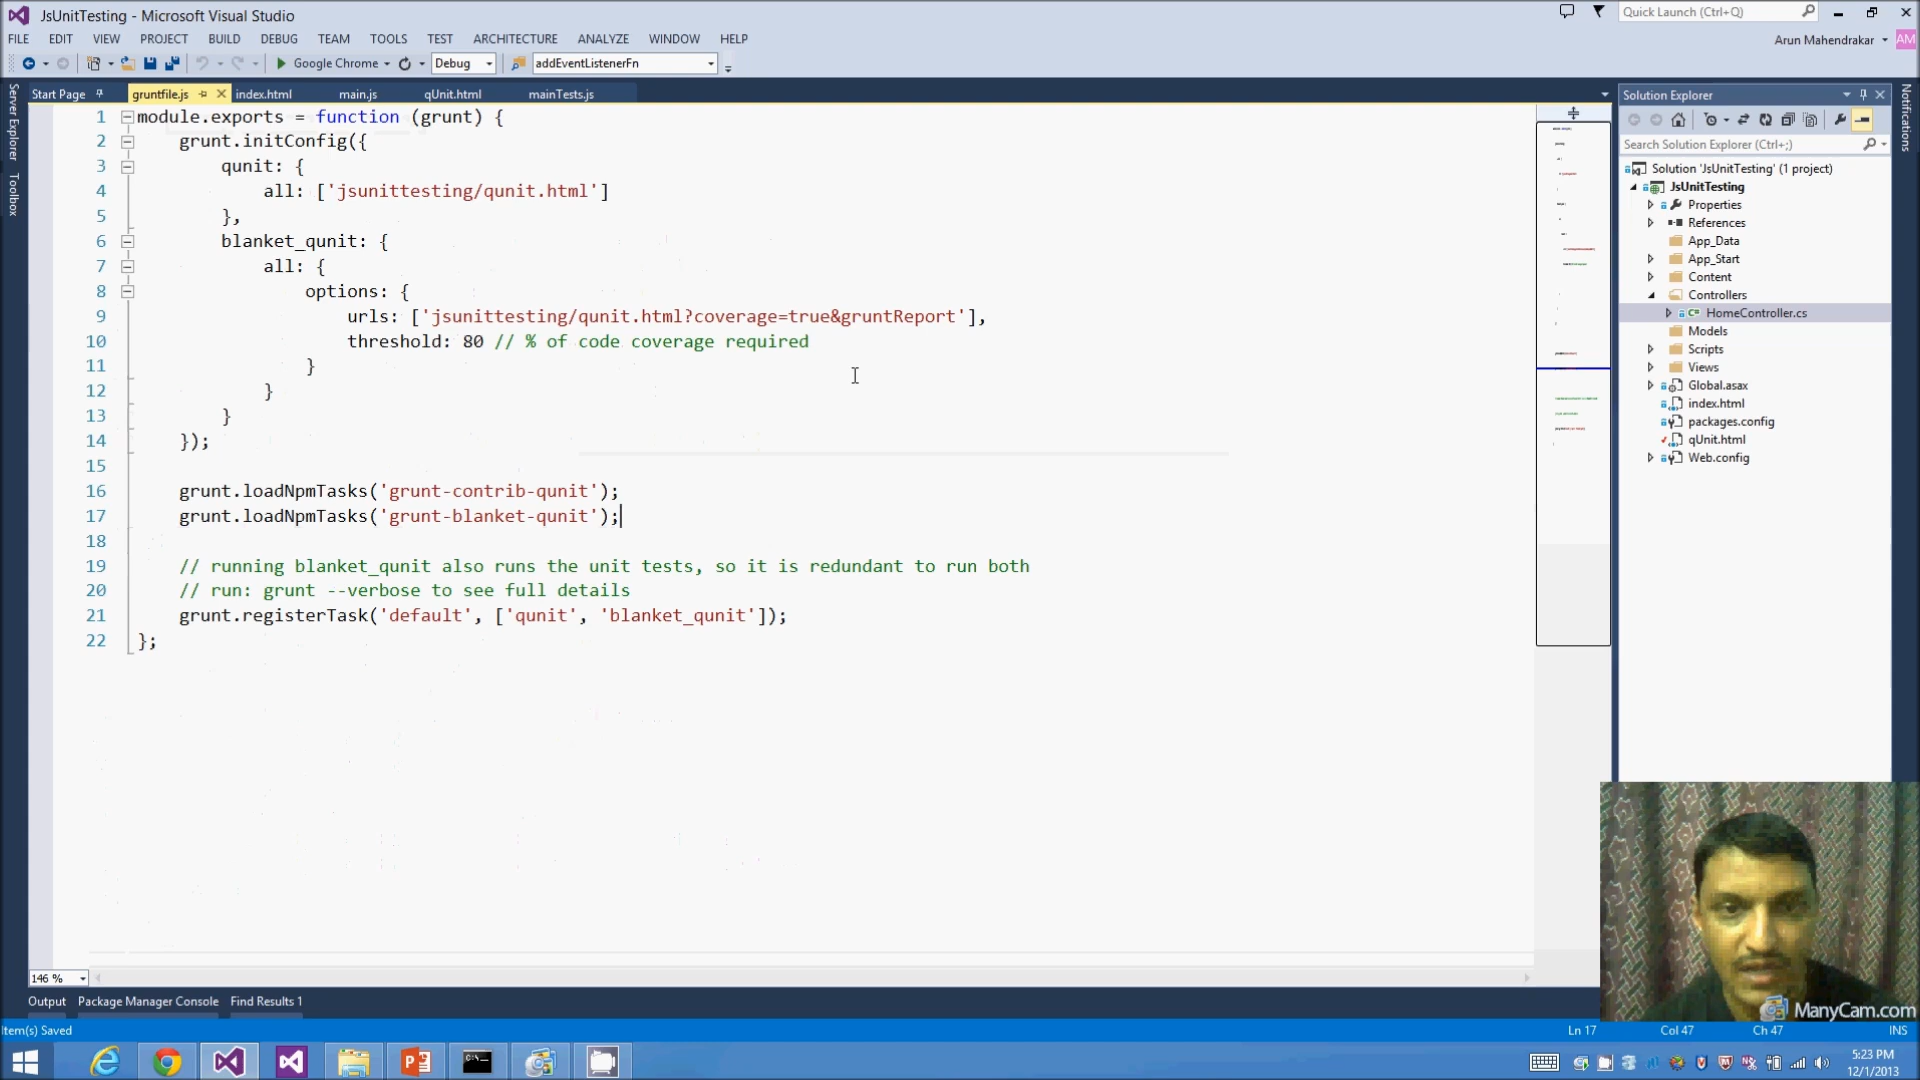 JsUnitTesting - Microsoft Visual Studio
Quick Launch (Ctrl+Q)
FILE EDIT VIEW PROJECT BUILD DEBUG TEAM TOOLS TEST ARCHITECTURE ANALYZE WINDOW HELP
Arun Mahendrakar AM
Google Chrome Debug addEventListenerFn
Start Page gruntfile.js index.html main.js qUnit.html mainTests.js
Server Explorer
Toolbox
1 module.exports = function (grunt) {
2 grunt.initConfig({
3 qunit: {
4 all: ['jsunittesting/qunit.html']
5 },
6 blanket_qunit: {
7 all: {
8 options: {
9 urls: ['jsunittesting/qunit.html?coverage=true&gruntReport'],
10 threshold: 80 // % of code coverage required
11 }
12 }
13 }
14 });
15
16 grunt.loadNpmTasks('grunt-contrib-qunit');
17 grunt.loadNpmTasks('grunt-blanket-qunit');
18
19 // running blanket_qunit also runs the unit tests, so it is redundant to run both
20 // run: grunt --verbose to see full details
21 grunt.registerTask('default', ['qunit', 'blanket_qunit']);
22 };
Solution Explorer
Search Solution Explorer (Ctrl+;)
Solution 'JsUnitTesting' (1 project)
JsUnitTesting
Properties
References
App_Data
App_Start
Content
Controllers
HomeController.cs
Models
Scripts
Views
Global.asax
index.html
packages.config
qUnit.html
Web.config
Notifications
146 %
Output Package Manager Console Find Results 1
ManyCam.com
Item(s) Saved
Ln 17 Col 47 Ch 47 INS
5:23 PM
12/1/2013